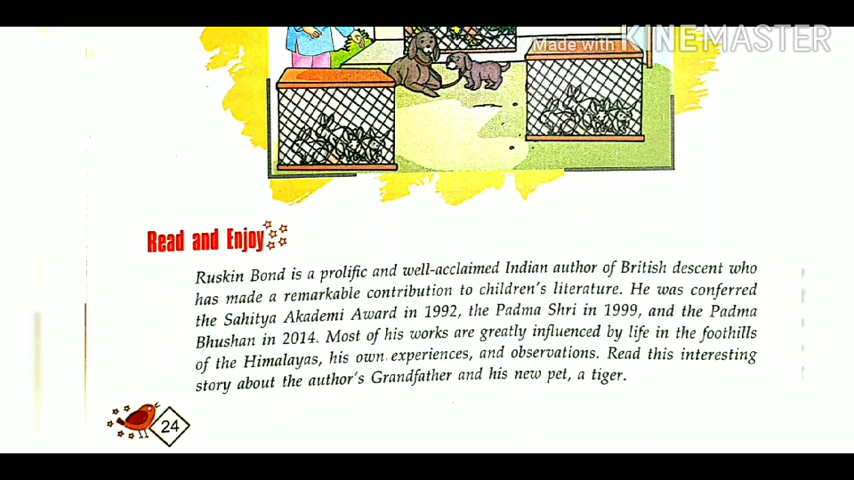 Made with KINEMASTER
Read and Enjoy
Ruskin Bond is a prolific and well-acclaimed Indian author of British descent who
has made a remarkable contribution to children's literature. He was conferred
the Sahitya Akademi Award in 1992, the Padma Shri in 1999, and the Padma
Bhushan in 2014. Most of his works are greatly influenced by life in the foothills
of the Himalayas, his own experiences, and observations. Read this interesting
story about the author's Grandfather and his new pet, a tiger.
24